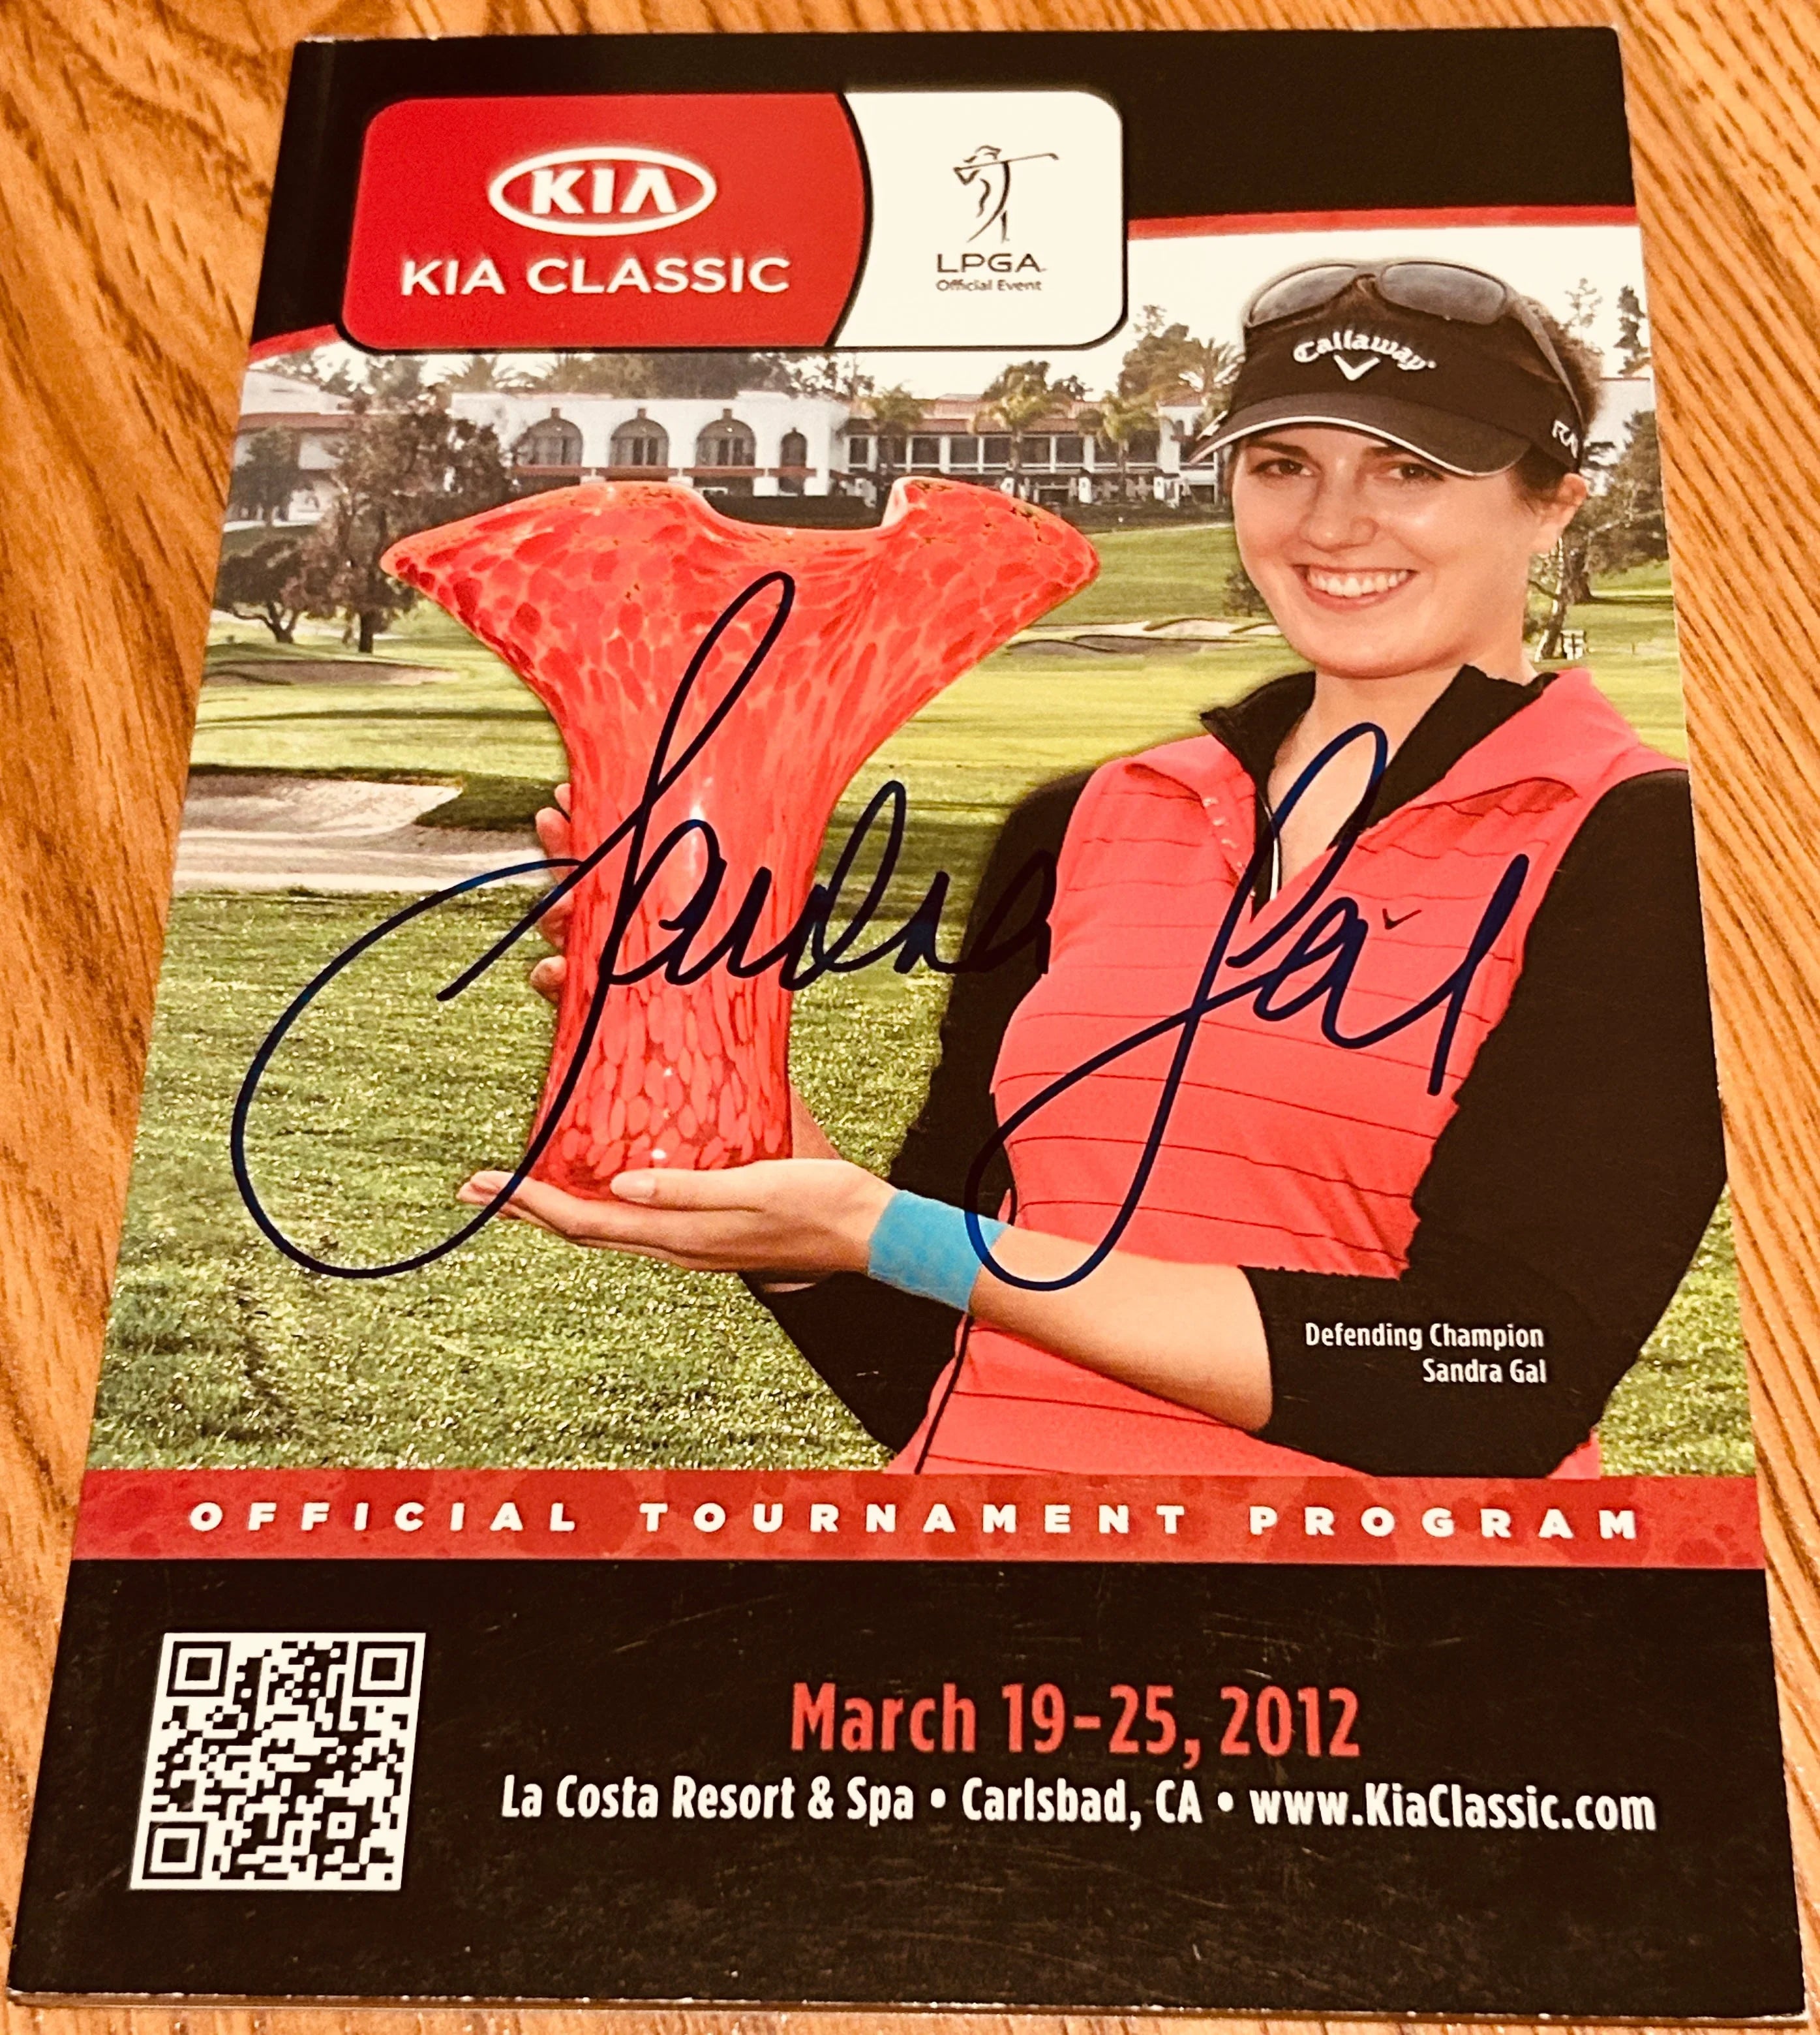 KIA
KIA CLASSIC
LPGA
Official Event
Callaway
Sandra Gal
Defending Champion
Sandra Gal
OFFICIAL TOURNAMENT PROGRAM
March 19-25, 2012
La Costa Resort & Spa • Carlsbad, CA • www.KiaClassic.com